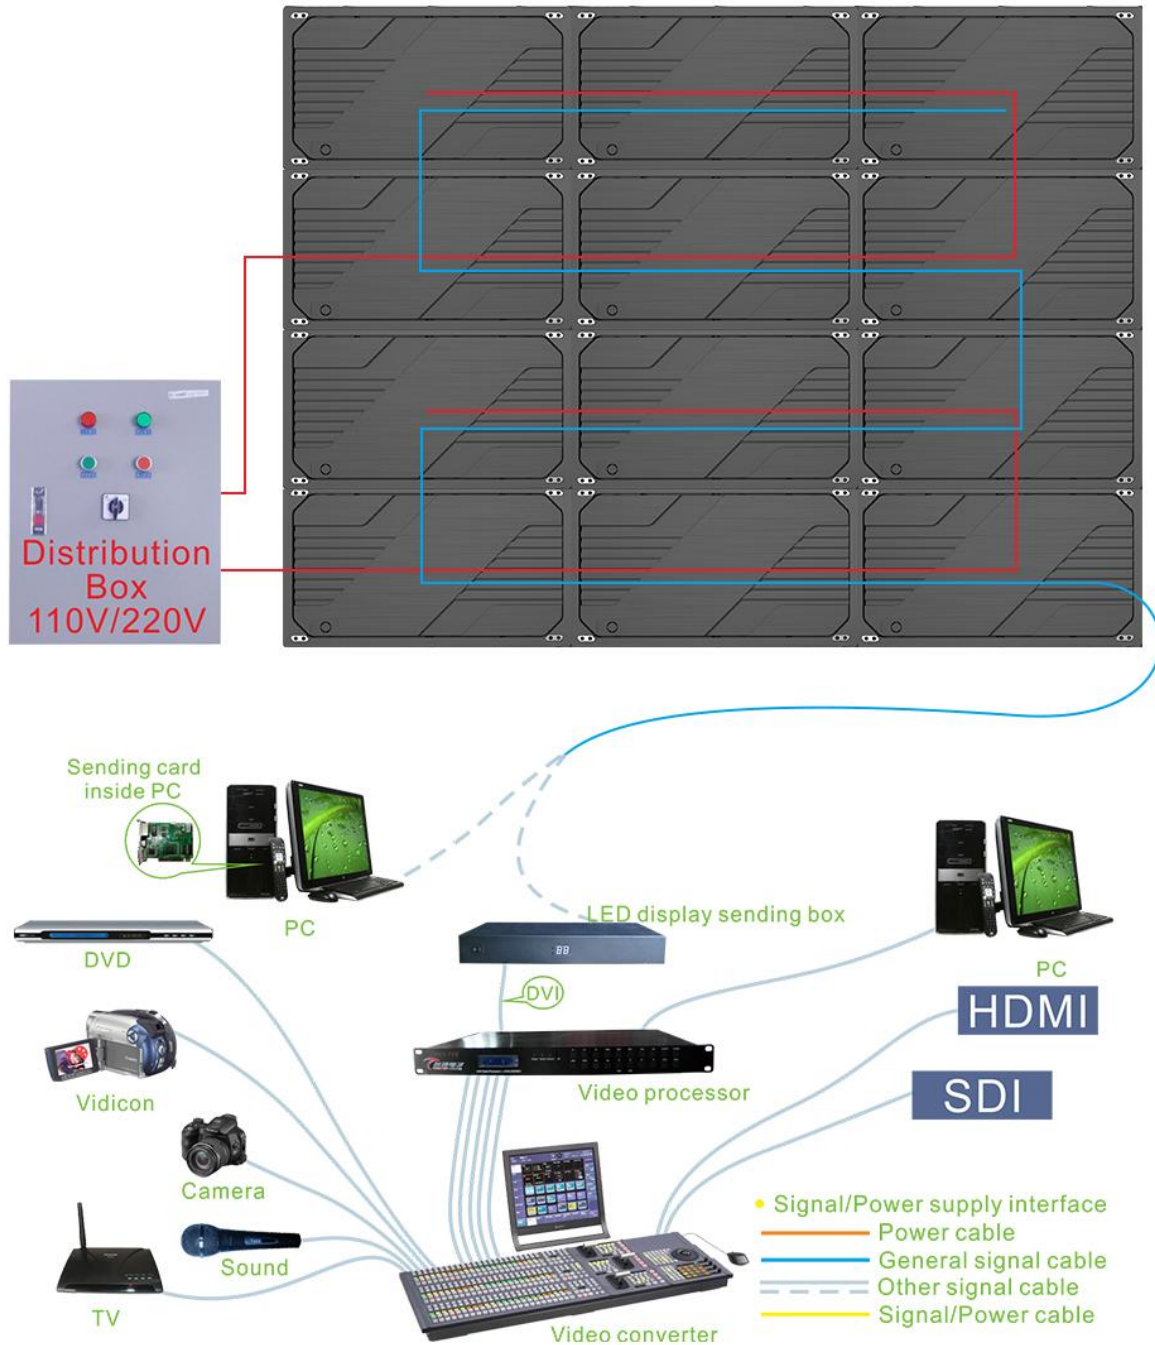 Distribution
Box
110V/220V
Sending card
inside PC
PC
LED display sending box
DVD
DVI
PC
HDMI
Vidicon
Video processor
SDI
Camera
Sound
TV
Video converter
Signal/Power supply interface
Power cable
General signal cable
Other signal cable
Signal/Power cable